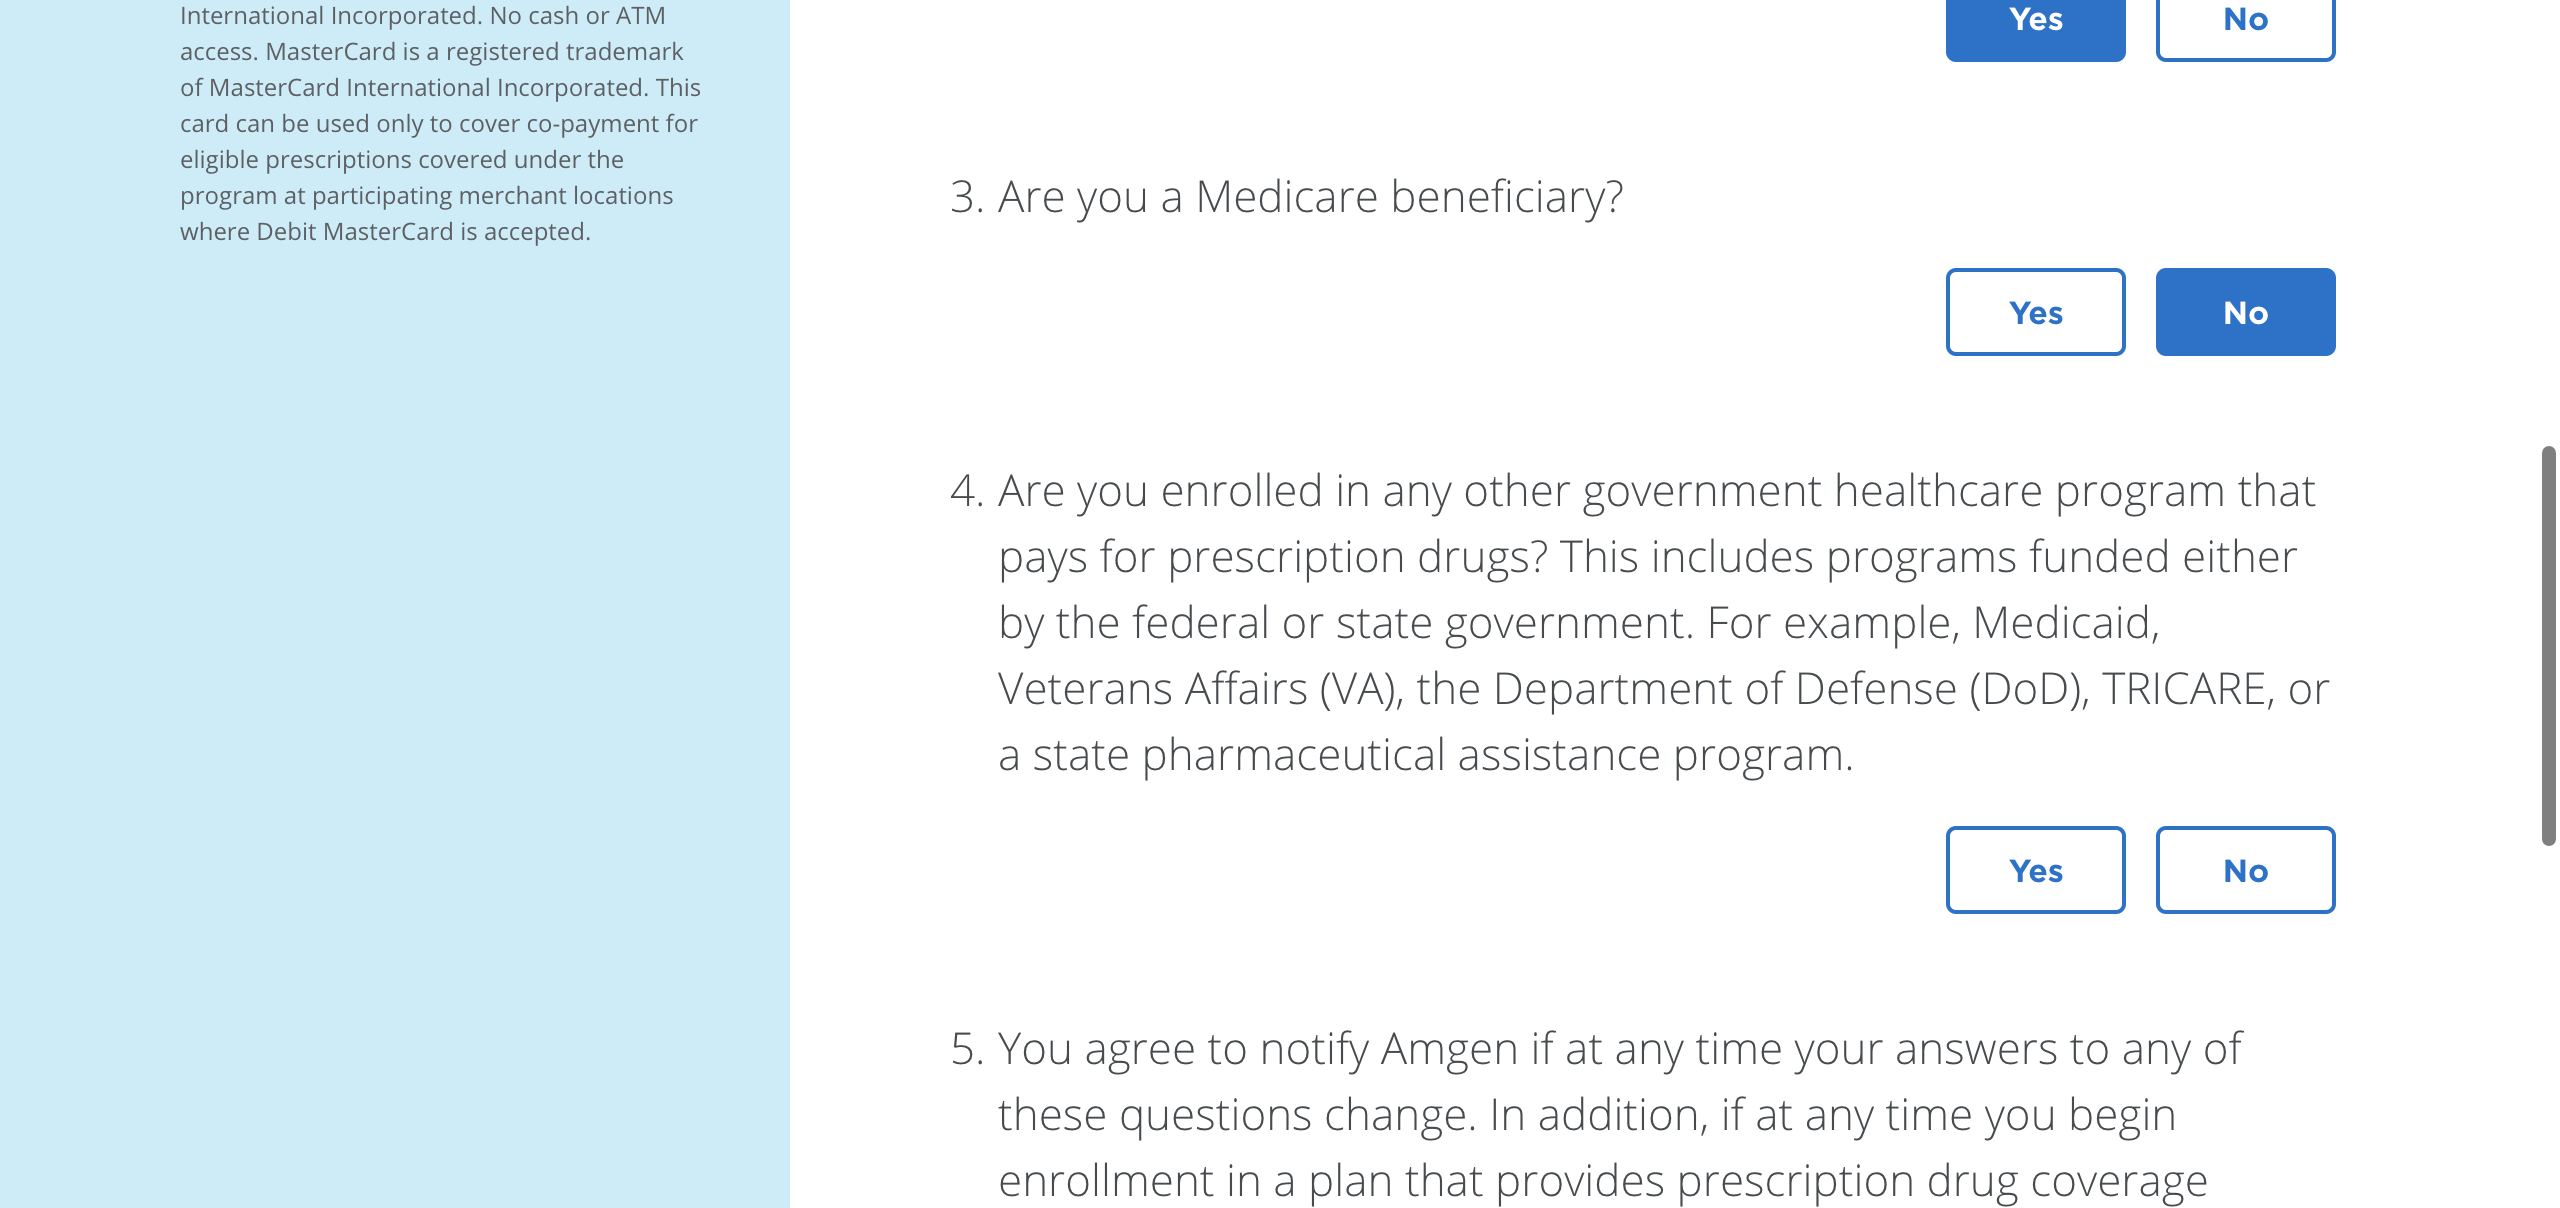 International Incorporated. No cash or ATM
access. MasterCard is a registered trademark
of MasterCard International Incorporated. This
card can be used only to cover co-payment for
eligible prescriptions covered under the
program at participating merchant locations
where Debit MasterCard is accepted.
Yes No
3. Are you a Medicare beneficiary?
Yes No
4. Are you enrolled in any other government healthcare program that
pays for prescription drugs? This includes programs funded either
by the federal or state government. For example, Medicaid,
Veterans Affairs (VA), the Department of Defense (DoD), TRICARE, or
a state pharmaceutical assistance program.
Yes No
5. You agree to notify Amgen if at any time your answers to any of
these questions change. In addition, if at any time you begin
enrollment in a plan that provides prescription drug coverage